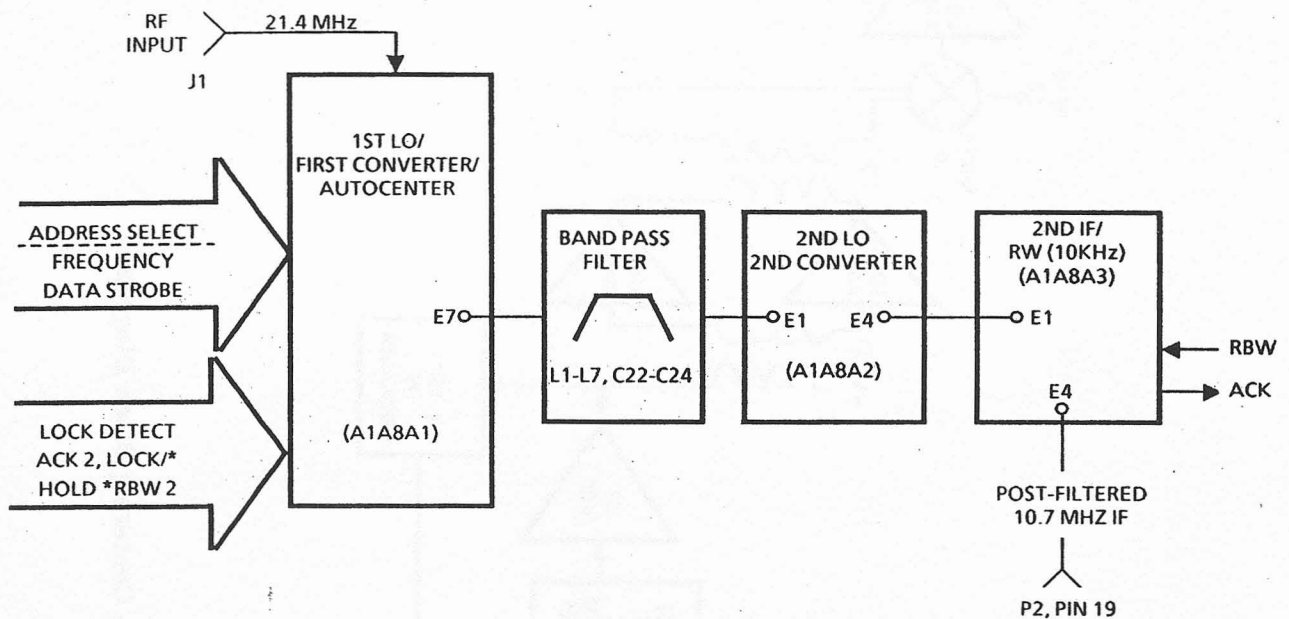 RF
INPUT
J1
21.4 MHz
1ST LO/
FIRST CONVERTER/
AUTOCENTER
E7
(A1A8A1)
ADDRESS SELECT
FREQUENCY
DATA STROBE
LOCK DETECT
ACK 2, LOCK/*
HOLD *RBW 2
BAND PASS
FILTER
L1-L7, C22-C24
2ND LO
2ND CONVERTER
E1 E4
(A1A8A2)
2ND IF/
RW (10KHz)
(A1A8A3)
E1
E4
RBW
ACK
POST-FILTERED
10.7 MHZ IF
P2, PIN 19